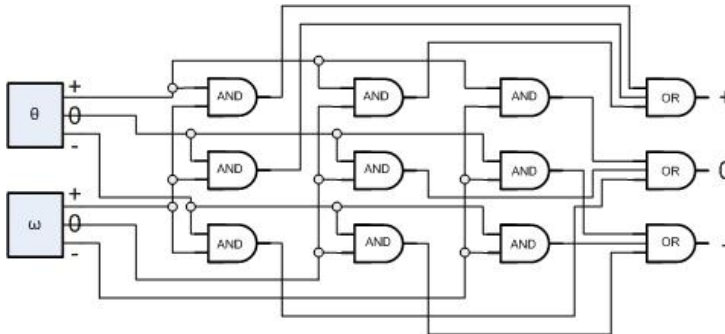 +
θ 0
-
+
ω 0
-
AND AND AND OR +
AND AND AND OR 0
AND AND AND OR -